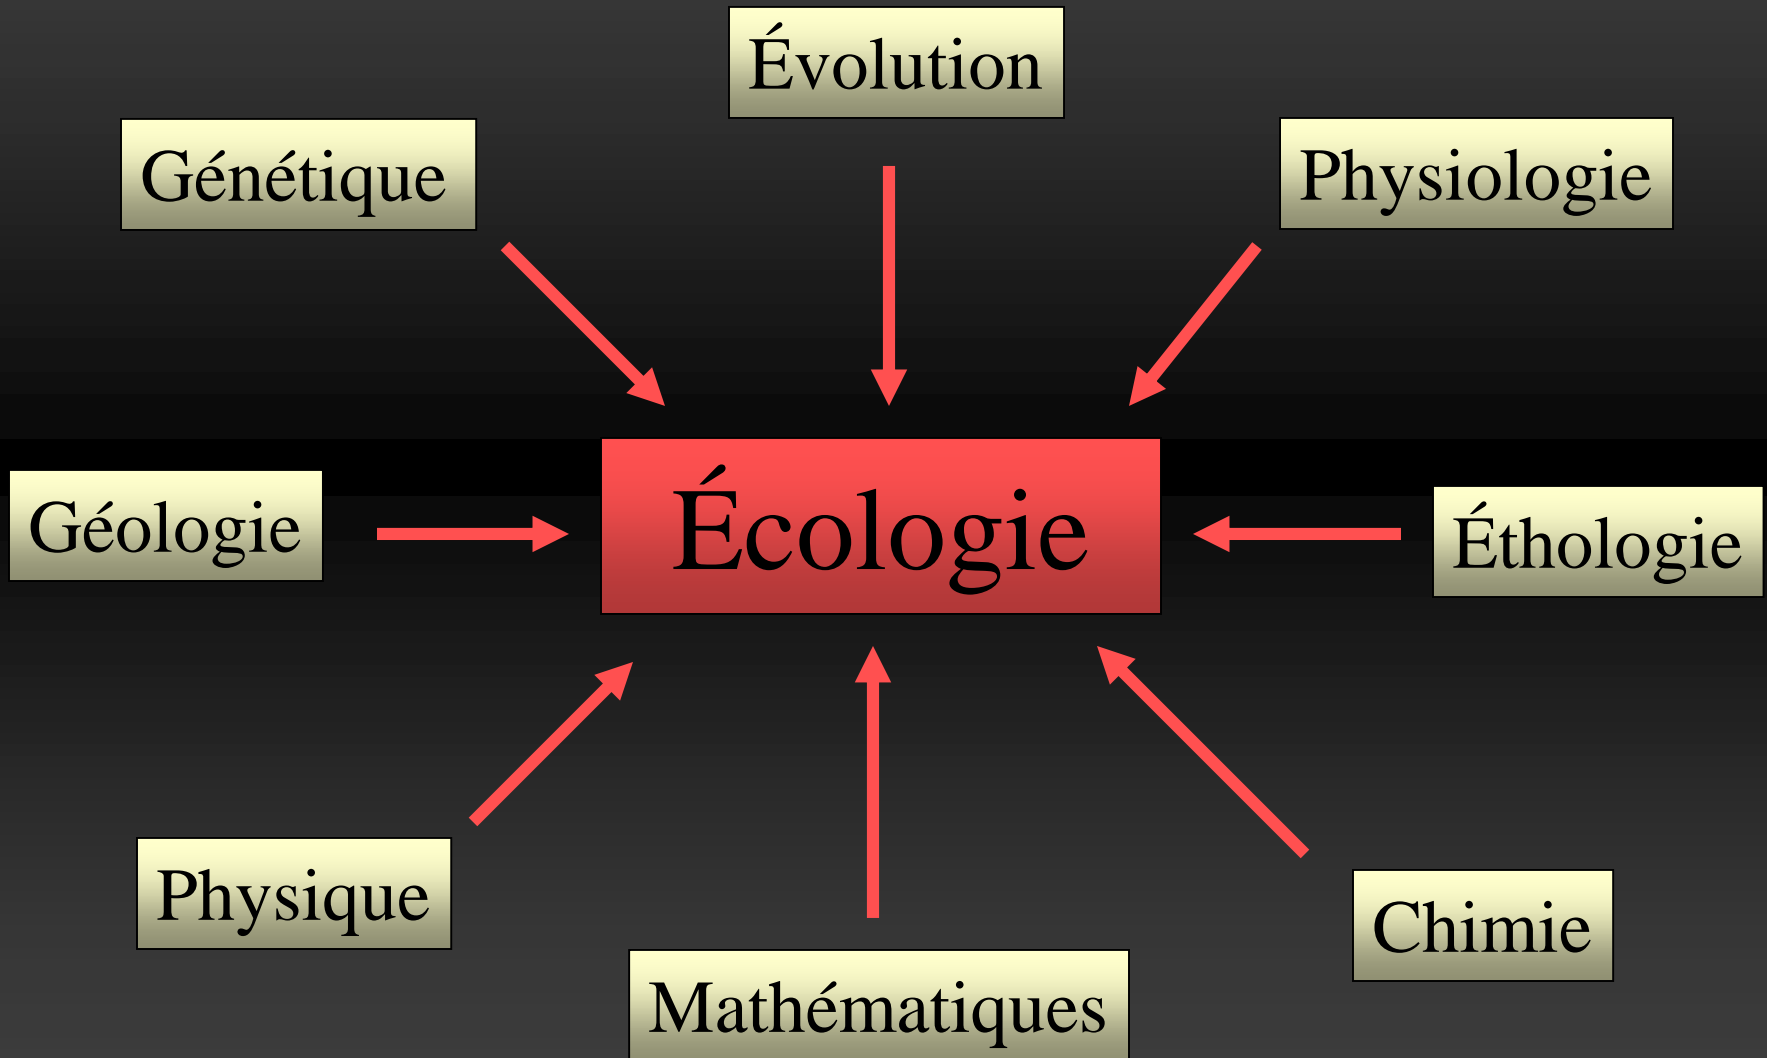 Évolution
Génétique
Physiologie
Géologie
Écologie
Éthologie
Physique
Chimie
Mathématiques